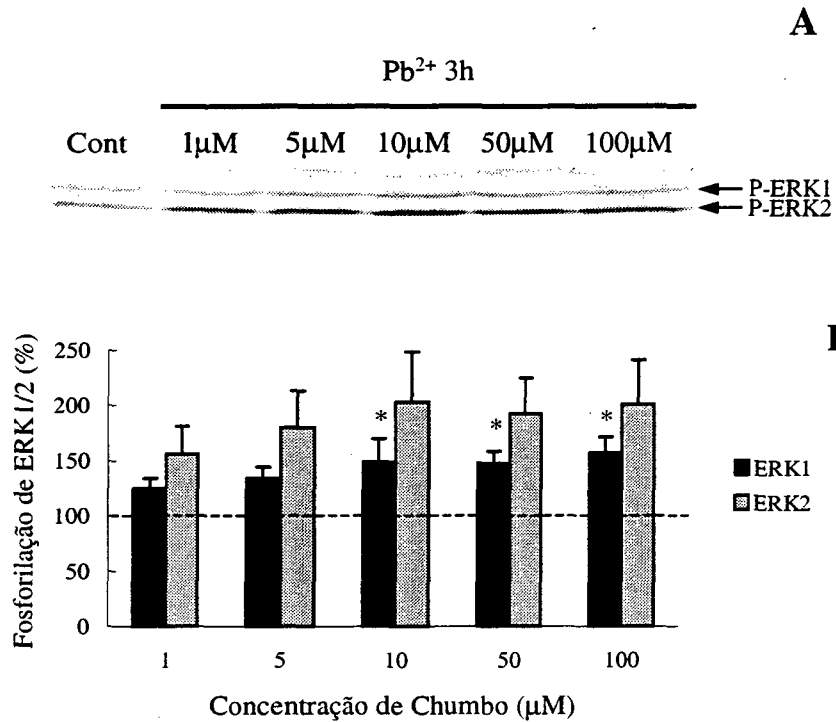 A
Pb²⁺ 3h
Cont 1µM 5µM 10µM 50µM 100µM
P-ERK1
P-ERK2
Fosforilação de ERK1/2 (%)
250
200
150
100
50
0
* * *
ERK1
ERK2
1 5 10 50 100
Concentração de Chumbo (µM)